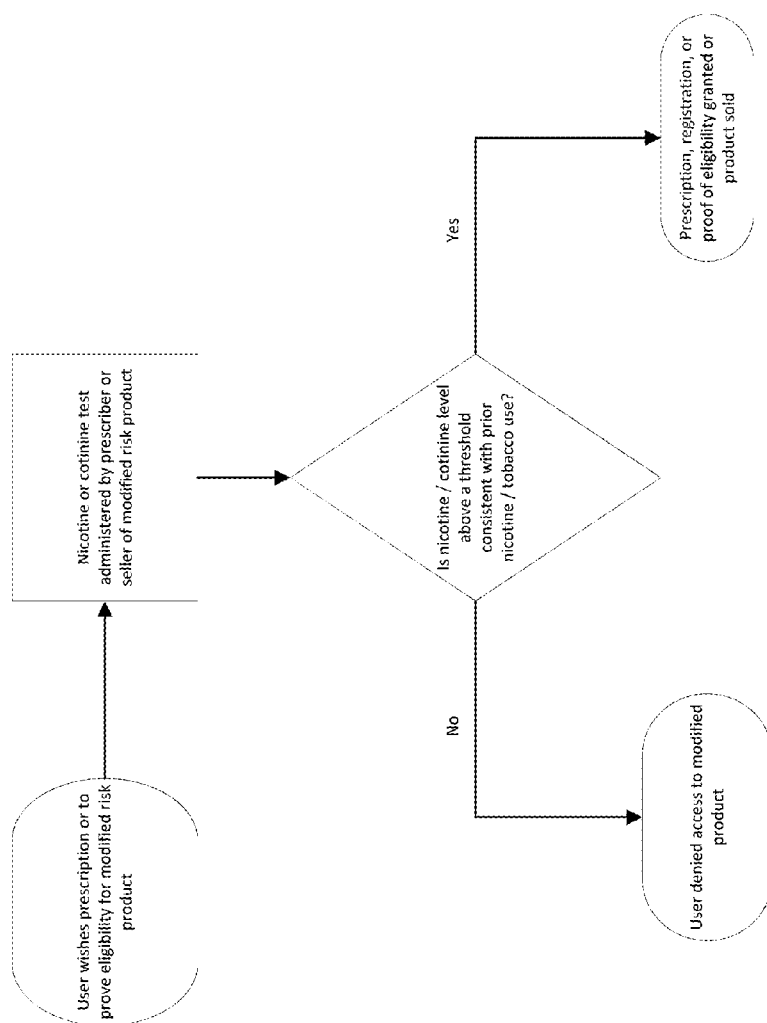 User wishes prescription or to
prove eligibility for modified risk
product
Nicotine or cotinine test
administered by prescriber or
seller of modified risk product
Is nicotine / cotinine level
above a threshold
consistent with prior
nicotine / tobacco use?
No
Yes
User denied access to modified
product
Prescription, registration, or
proof of eligibility granted or
product sold